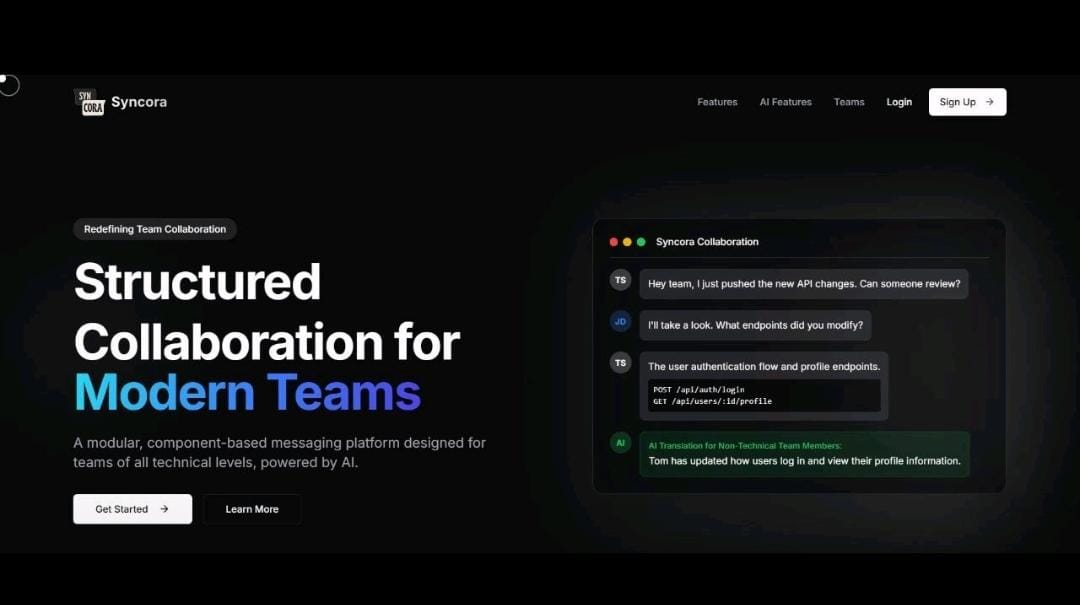 SYN
CORA
Syncora
Features
AI Features
Teams
Login
Sign Up
Redefining Team Collaboration
Structured
Collaboration for
Modern Teams
A modular, component-based messaging platform designed for
teams of all technical levels, powered by AI.
Get Started
Learn More
Syncora Collaboration
TS
Hey team, I just pushed the new API changes. Can someone review?
JD
I'll take a look. What endpoints did you modify?
TS
The user authentication flow and profile endpoints.
POST /api/auth/login
GET /api/users/:id/profile
AI
AI Translation for Non-Technical Team Members:
Tom has updated how users log in and view their profile information.